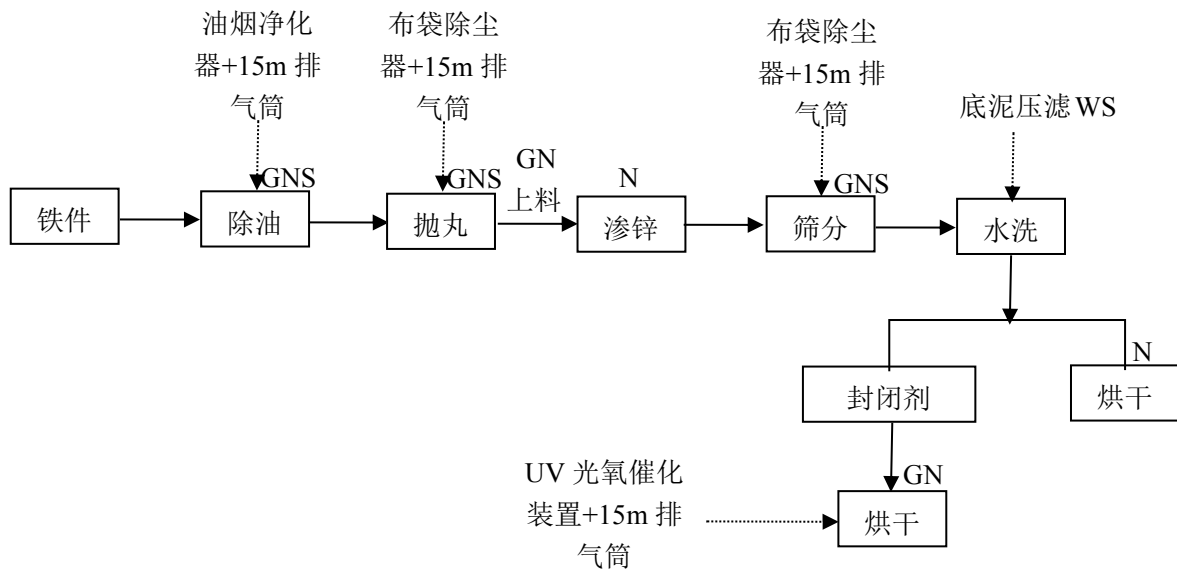 油烟净化
器+15m 排
气筒
布袋除尘
器+15m 排
气筒
布袋除尘
器+15m 排
气筒
底泥压滤 WS
GNS
GNS
GN
上料
N
GNS
铁件
除油
抛丸
渗锌
筛分
水洗
N
封闭剂
烘干
UV 光氧催化
装置+15m 排
气筒
GN
烘干